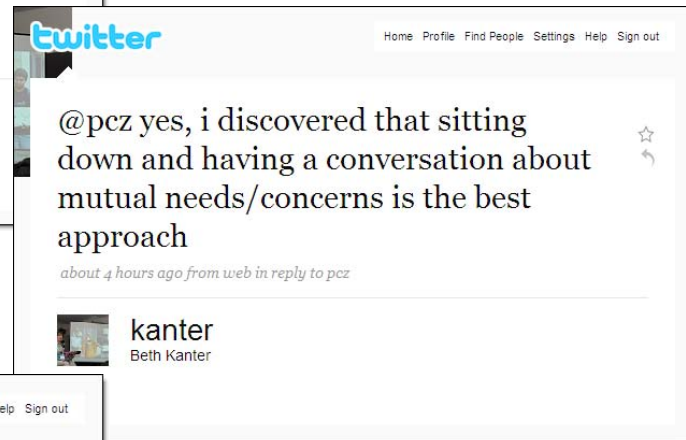 twitter
Home Profile Find People Settings Help Sign out
@pcz yes, i discovered that sitting
down and having a conversation about
mutual needs/concerns is the best
approach
about 4 hours ago from web in reply to pcz
kanter
Beth Kanter
elp Sign out